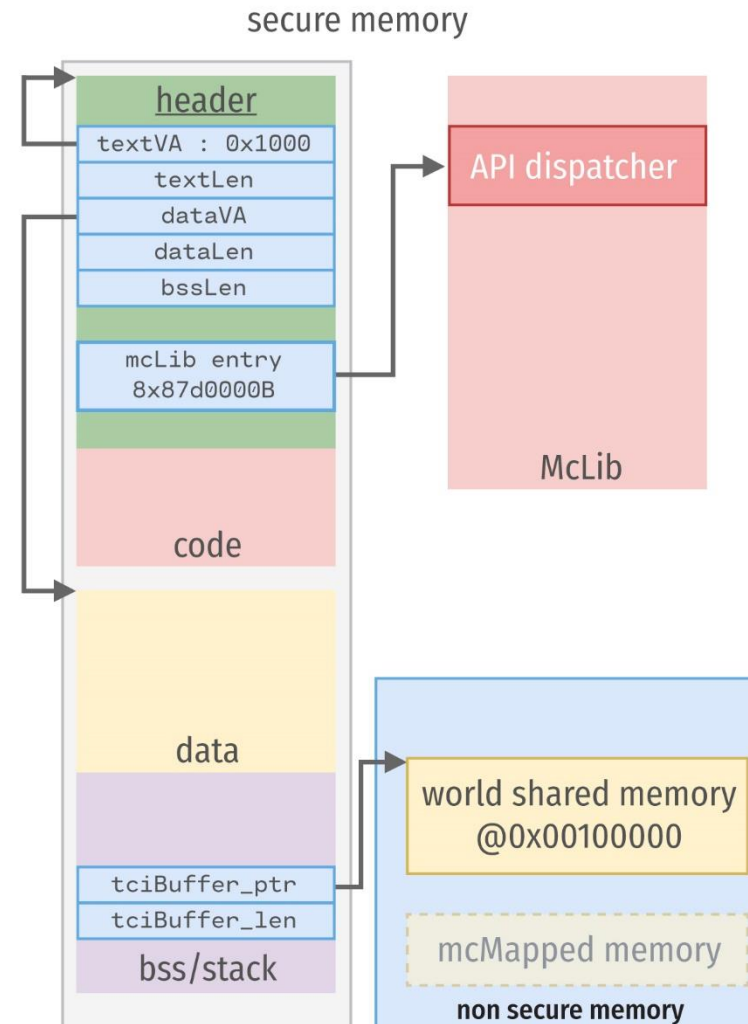 secure memory
header
textVA : 0x1000
textLen
dataVA
dataLen
bssLen
mcLib entry
8x87d0000B
code
data
tciBuffer_ptr
tciBuffer_len
bss/stack
API dispatcher
McLib
world shared memory
@0x00100000
mcMapped memory
non secure memory